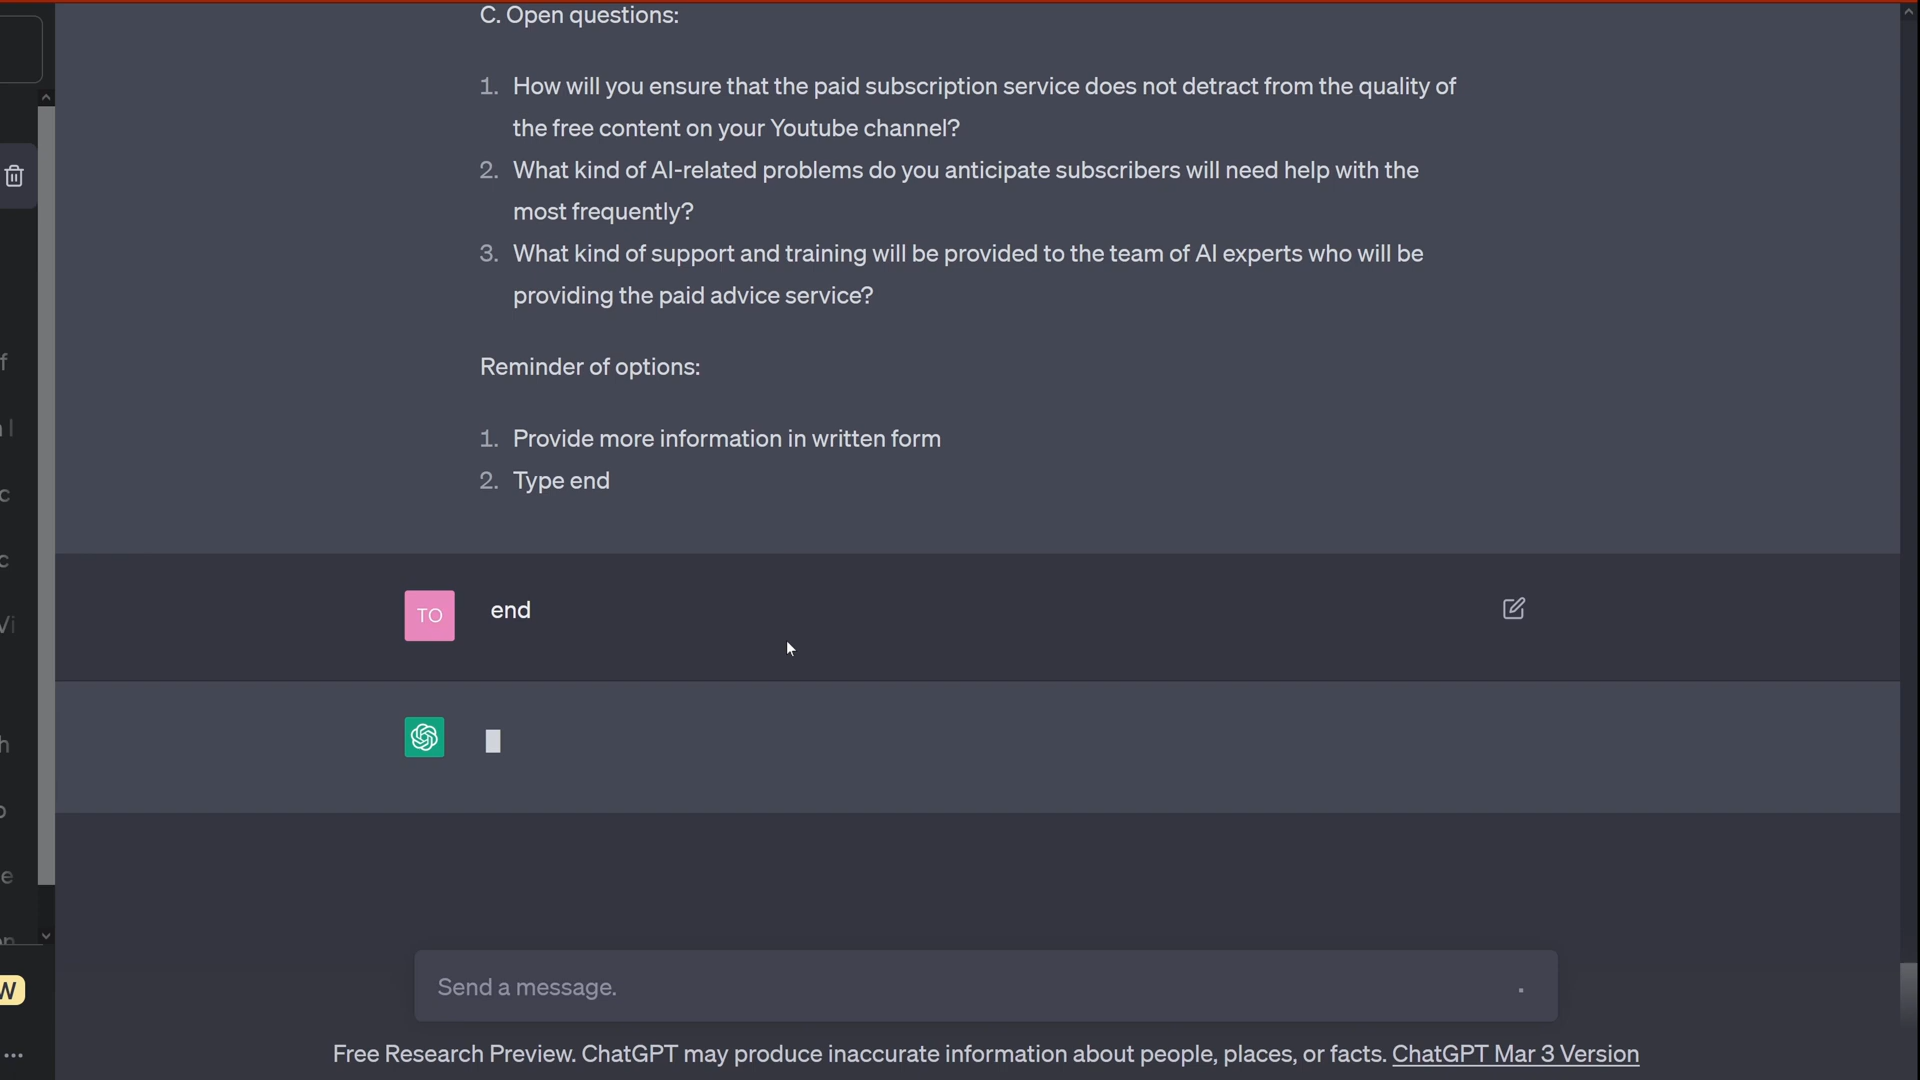 C. Open questions:
1. How will you ensure that the paid subscription service does not detract from the quality of
the free content on your Youtube channel?
2. What kind of AI-related problems do you anticipate subscribers will need help with the
most frequently?
3. What kind of support and training will be provided to the team of AI experts who will be
providing the paid advice service?
Reminder of options:
1. Provide more information in written form
2. Type end
TO
end
Send a message.
Free Research Preview. ChatGPT may produce inaccurate information about people, places, or facts. ChatGPT Mar 3 Version